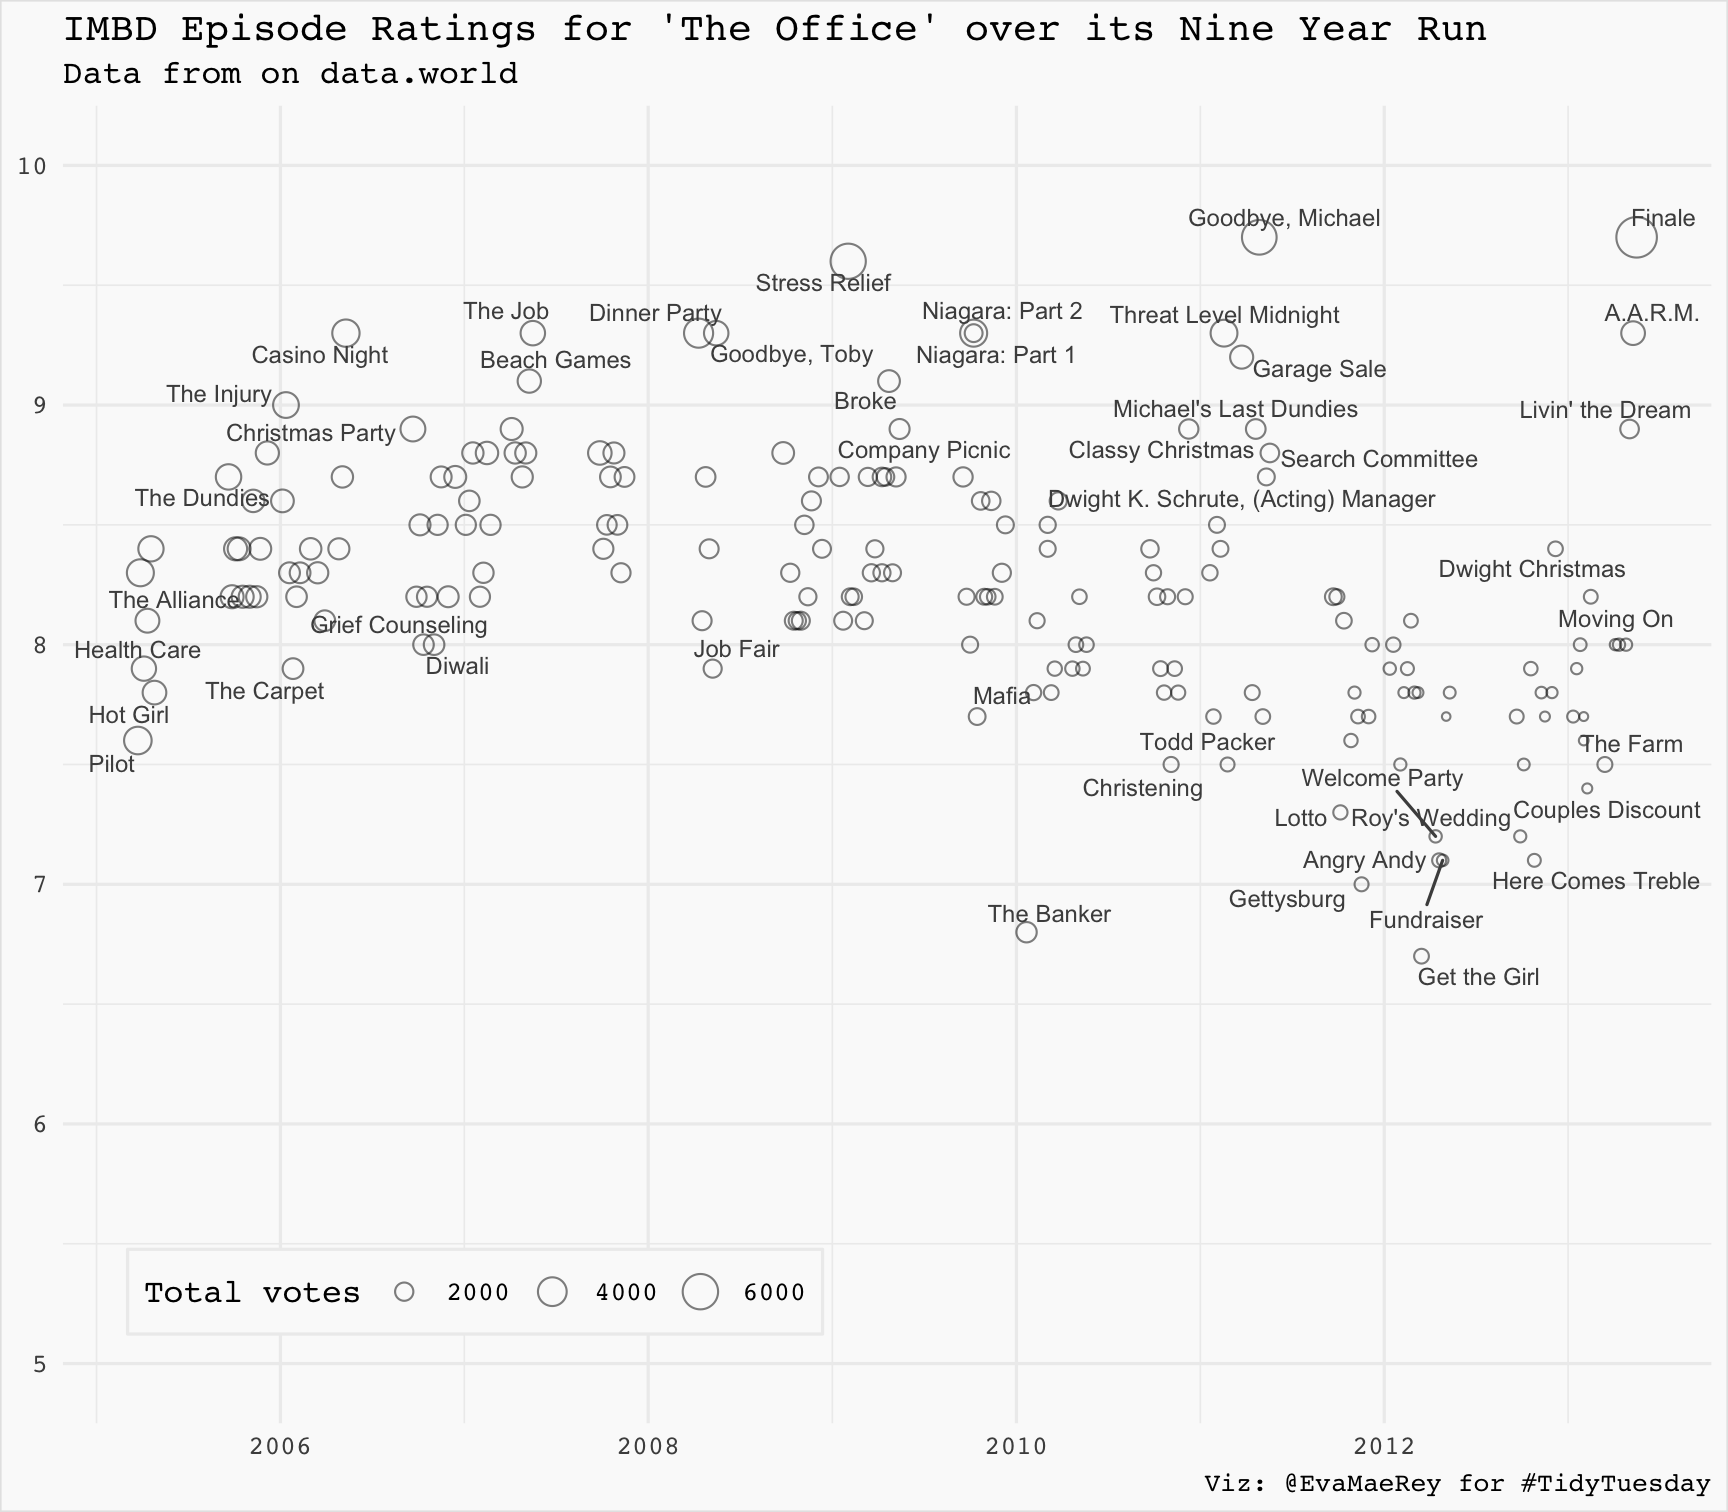 IMBD Episode Ratings for 'The Office' over its Nine Year Run
Data from on data.world
10
Goodbye, Michael
Finale
Stress Relief
The Job
Dinner Party
Niagara: Part 2
Threat Level Midnight
A.A.R.M.
Casino Night
Beach Games
Goodbye, Toby
Niagara: Part 1
Garage Sale
The Injury
9
Broke
Michael's Last Dundies
Livin' the Dream
Christmas Party
Company Picnic
Classy Christmas
Search Committee
The Dundies
Dwight K. Schrute, (Acting) Manager
Dwight Christmas
The Alliance
Grief Counseling
Moving On
8
Health Care
Job Fair
Diwali
The Carpet
Mafia
Hot Girl
Todd Packer
The Farm
Pilot
Welcome Party
Christening
Couples Discount
Lotto
Roy's Wedding
Angry Andy
7
Here Comes Treble
Gettysburg
The Banker
Fundraiser
Get the Girl
6
Total votes 2000 4000 6000
5
2006 2008 2010 2012
Viz: @EvaMaeRey for #TidyTuesday